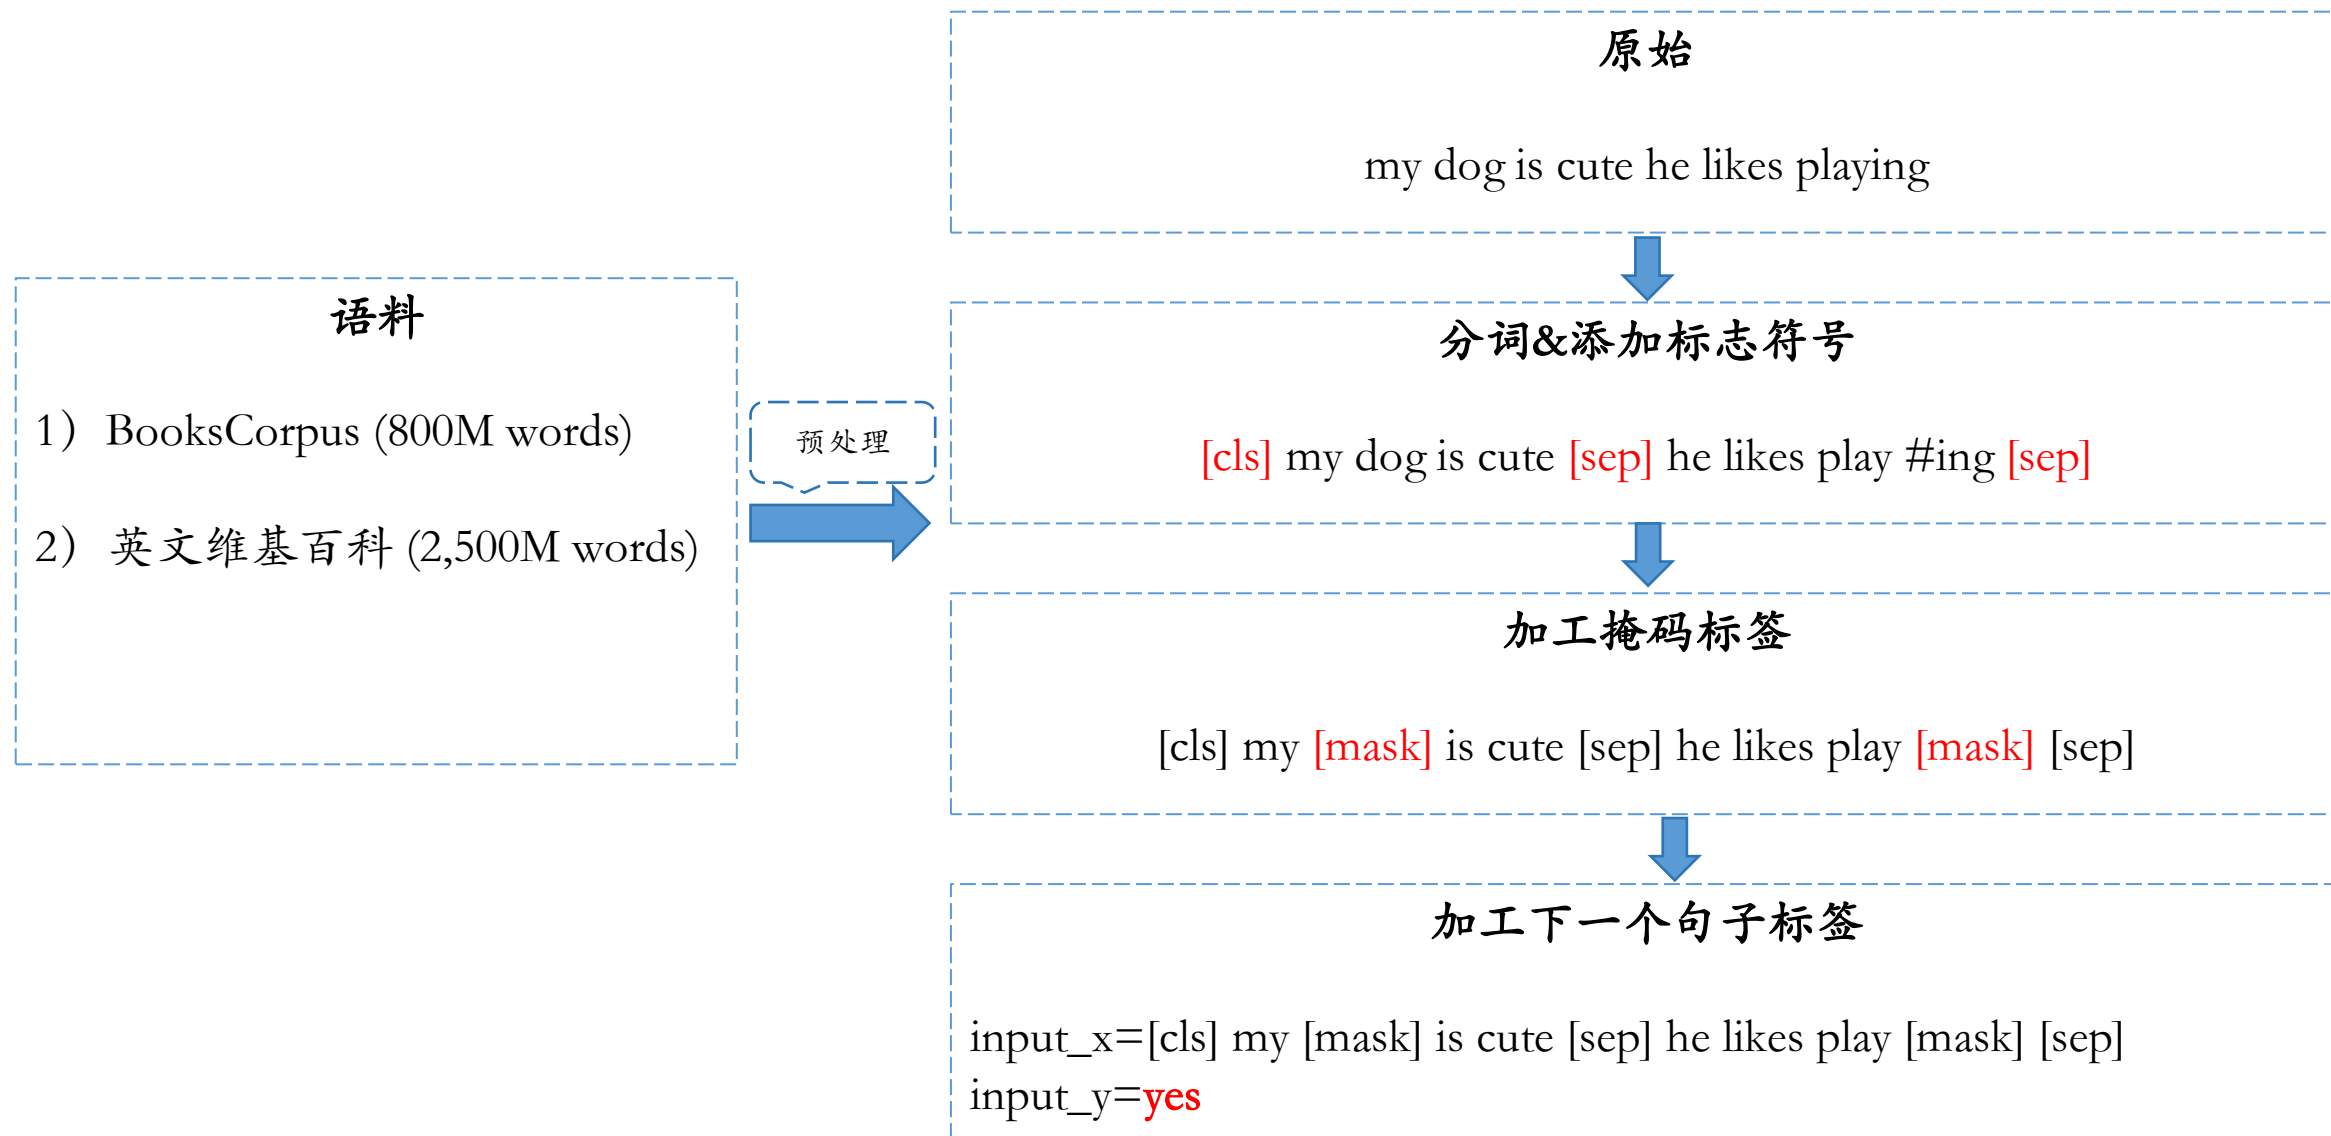 语料
1）BooksCorpus (800M words)
2） 英文维基百科 (2,500M words)
预处理
原始
my dog is cute he likes playing
分词&添加标志符号
[cls] my dog is cute [sep] he likes play #ing [sep]
加工掩码标签
[cls] my [mask] is cute [sep] he likes play [mask] [sep]
加工下一个句子标签
input_x=[cls] my [mask] is cute [sep] he likes play [mask] [sep]
input_y=yes